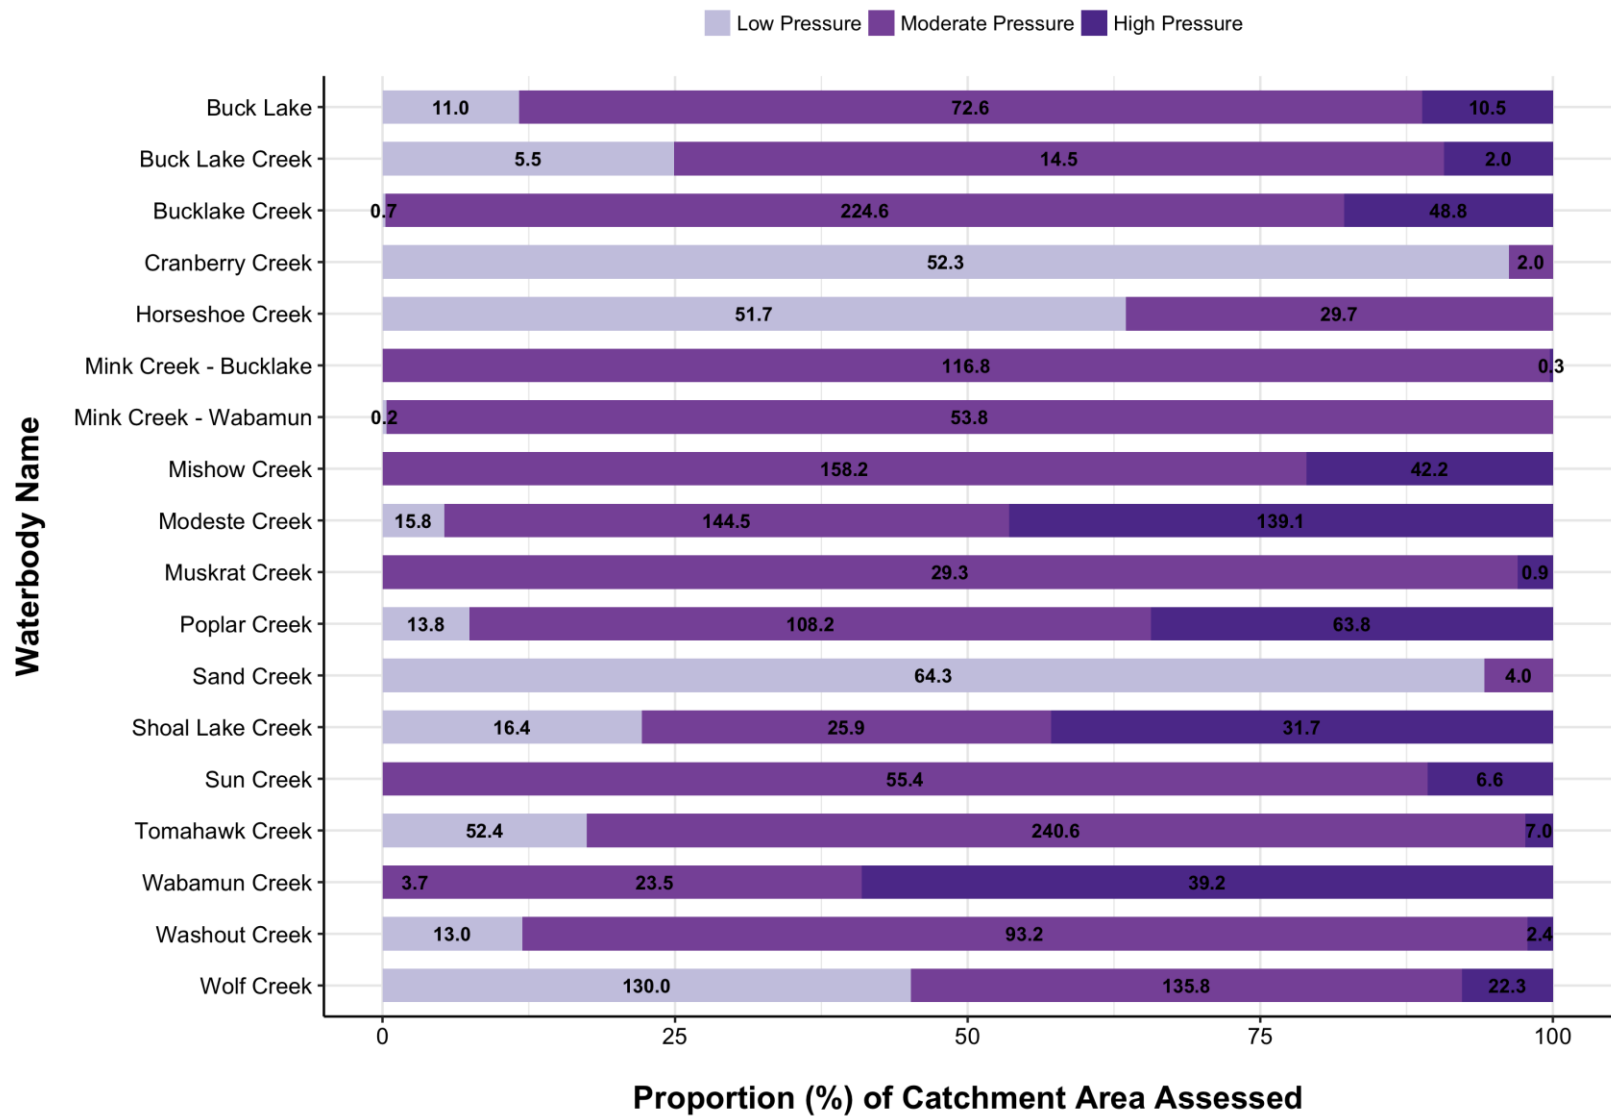 Low Pressure Moderate Pressure High Pressure
Waterbody Name
Buck Lake 11.0 72.6 10.5
Buck Lake Creek 5.5 14.5 2.0
Bucklake Creek 0.7 224.6 48.8
Cranberry Creek 52.3 2.0
Horseshoe Creek 51.7 29.7
Mink Creek - Bucklake 116.8 0.3
Mink Creek - Wabamun 0.2 53.8
Mishow Creek 158.2 42.2
Modeste Creek 15.8 144.5 139.1
Muskrat Creek 29.3 0.9
Poplar Creek 13.8 108.2 63.8
Sand Creek 64.3 4.0
Shoal Lake Creek 16.4 25.9 31.7
Sun Creek 55.4 6.6
Tomahawk Creek 52.4 240.6 7.0
Wabamun Creek 3.7 23.5 39.2
Washout Creek 13.0 93.2 2.4
Wolf Creek 130.0 135.8 22.3
0 25 50 75 100
Proportion (%) of Catchment Area Assessed